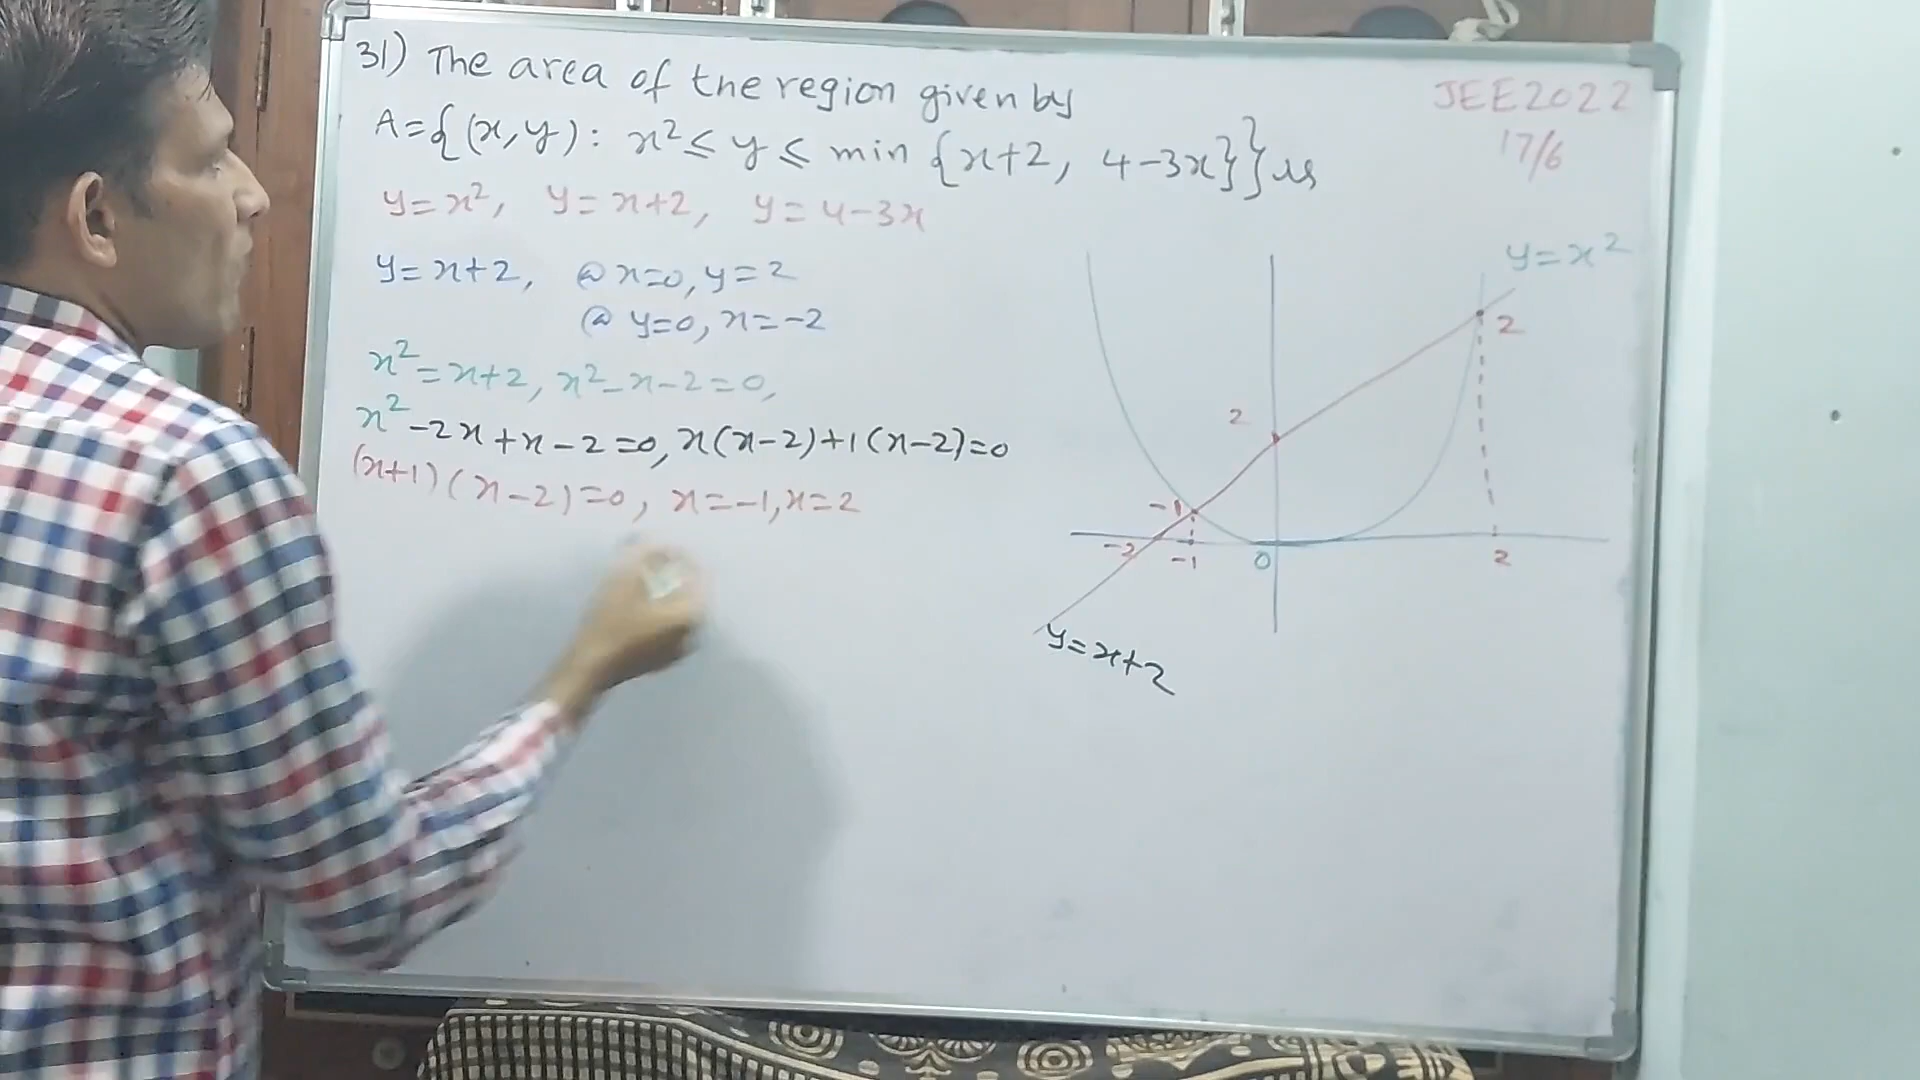 31) The area of the region given by
A={(x,y): x²≤ y ≤ min {x+2, 4-3x}} is
JEE2022
17/6
y=x², y=x+2, y=4-3x
y=x+2, @ x=0, y=2
@ y=0, x=-2
x²=x+2, x²-x-2=0,
x²-2x+x-2=0, x(x-2)+1(x-2)=0
(x+1)(x-2)=0, x=-1, x=2
y=x²
2
2
-1
-2
-1
0
2
y=x+2